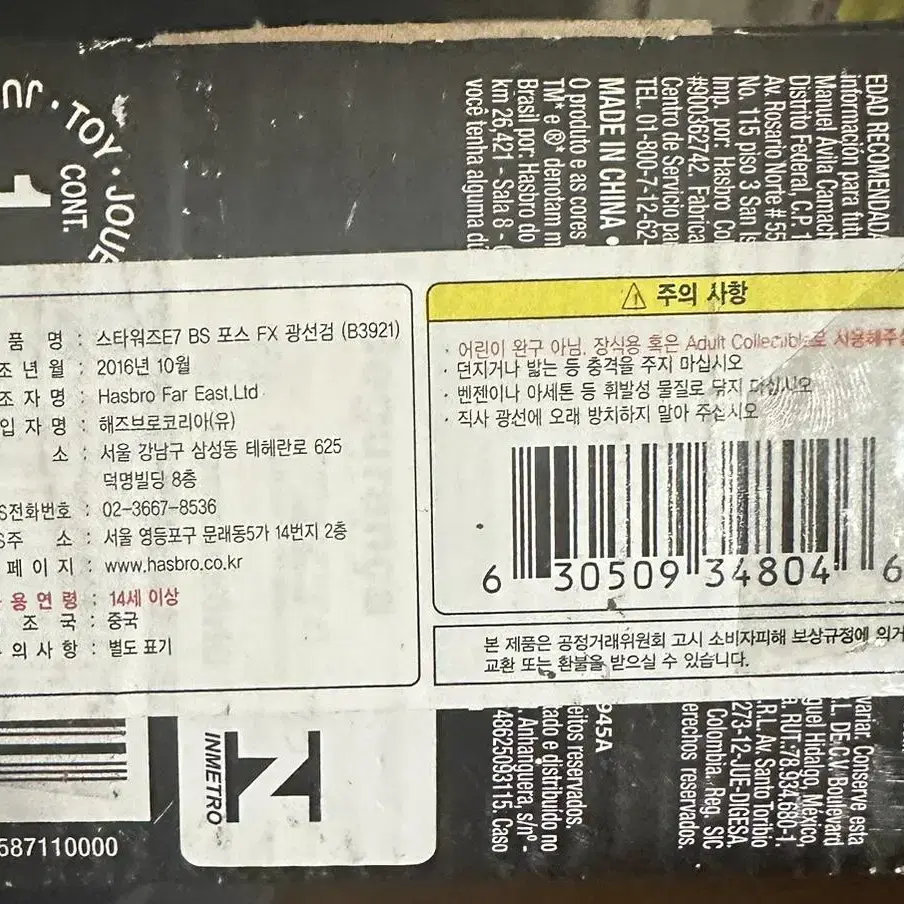 TOY · JOUE
CONT.
1
EDAD RECOMENDADA
información para futu
Manuel Ávila Camach
Distrito Federal, C.P. 1
Av. Rosario Norte # 55
No. 115 piso 3 San Is
Imp. por: Hasbro Col
#900362742. Fabrica
Centro de Servicio pa
TEL. 01-800-7-12-62-
MADE IN CHINA •
O produto e as cores
TM* e ®* denotam m
Brasil por: Hasbro do
km 26,421 - Sala 8 -
você tenha alguma d
품 명 : 스타워즈E7 BS 포스 FX 광선검 (B3921)
조 년 월 : 2016년 10월
조 자 명 : Hasbro Far East.Ltd
입 자 명 : 해즈브로코리아(유)
소 : 서울 강남구 삼성동 테헤란로 625
덕명빌딩 8층
S전화번호 : 02-3667-8536
S주 소 : 서울 영등포구 문래동5가 14번지 2층
페 이 지 : www.hasbro.co.kr
용 연 령 : 14세 이상
조 국 : 중국
의 사 항 : 별도 표기
주의 사항
· 어린이 완구 아님. 장식용 혹은 Adult Collectible로 사용해주
· 던지거나 밟는 등 충격을 주지 마십시오
· 벤젠이나 아세톤 등 휘발성 물질로 닦지 마십시오
· 직사 광선에 오래 방치하지 말아 주십시오
6 30509 34804 6
본 제품은 공정거래위원회 고시 소비자피해 보상규정에 의거
교환 또는 환불을 받으실 수 있습니다.
variar. Conserve esta
.L. DE C.V. Boulevard
guel Hidalgo, México,
a. RUT.: 78.934.680-1,
.R.L. Av. Santo Toribio
273-12-JUE-DIGESA.
Colombia. Reg. SIC
erechos reservados.
945A
eitos reservados.
ado e distribuído no
. Anhanquera, s/nº -
48625093115. Caso
INMETRO
587110000